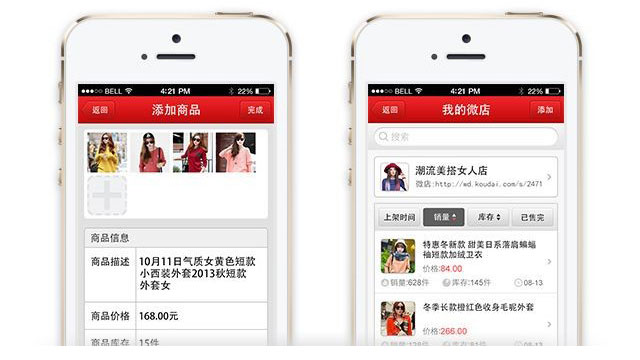 BELL 4:21 PM 22%
返回 添加商品 完成
商品信息
商品描述 10月11日气质女黄色短款
小西装外套2013秋短款
外套女
商品价格 168.00元
商品库存 15件
BELL 4:21 PM 22%
返回 我的微店 添加
搜索
潮流美搭女人店
微店:http://wd.koudai.com/s/2471
上架时间 销量 库存 已售完
特惠冬新款 甜美日系落肩蝙蝠
袖短款加绒卫衣
价格:84.00
销量:628件 库存:145件 08-13
冬季长款橙红色收身毛昵外套
价格:266.00